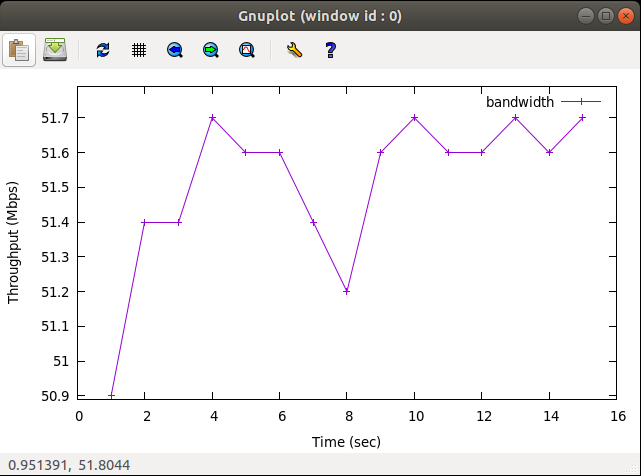 Gnuplot (window id : 0)
?
bandwidth
51.7
51.6
51.5
51.4
51.3
51.2
51.1
51
50.9
Throughput (Mbps)
0 2 4 6 8 10 12 14 16
Time (sec)
0.951391, 51.8044